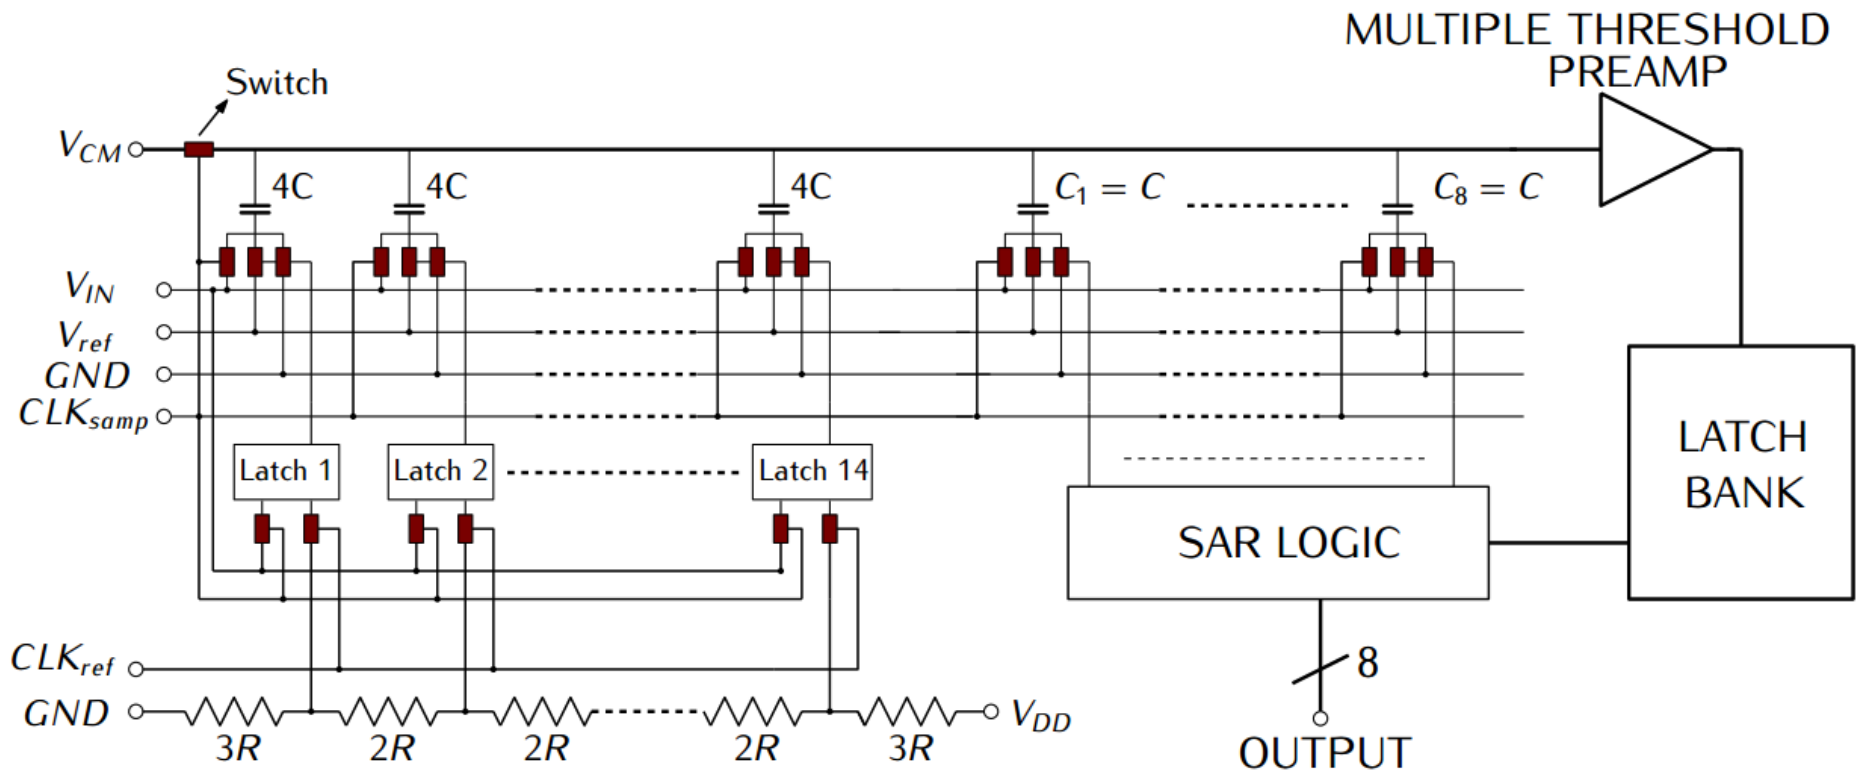 MULTIPLE THRESHOLD
PREAMP
Switch
V_CM
4C
4C
4C
C_1 = C
C_8 = C
V_IN
V_ref
GND
CLK_samp
Latch 1
Latch 2
Latch 14
LATCH
BANK
SAR LOGIC
CLK_ref
8
GND
3R
2R
2R
2R
3R
V_DD
OUTPUT